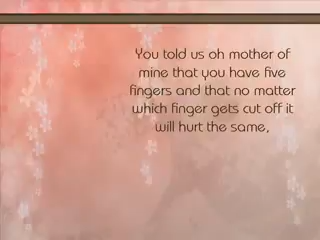 You told us oh mother of
mine that you have five
fingers and that no matter
which finger gets cut off it
will hurt the same,